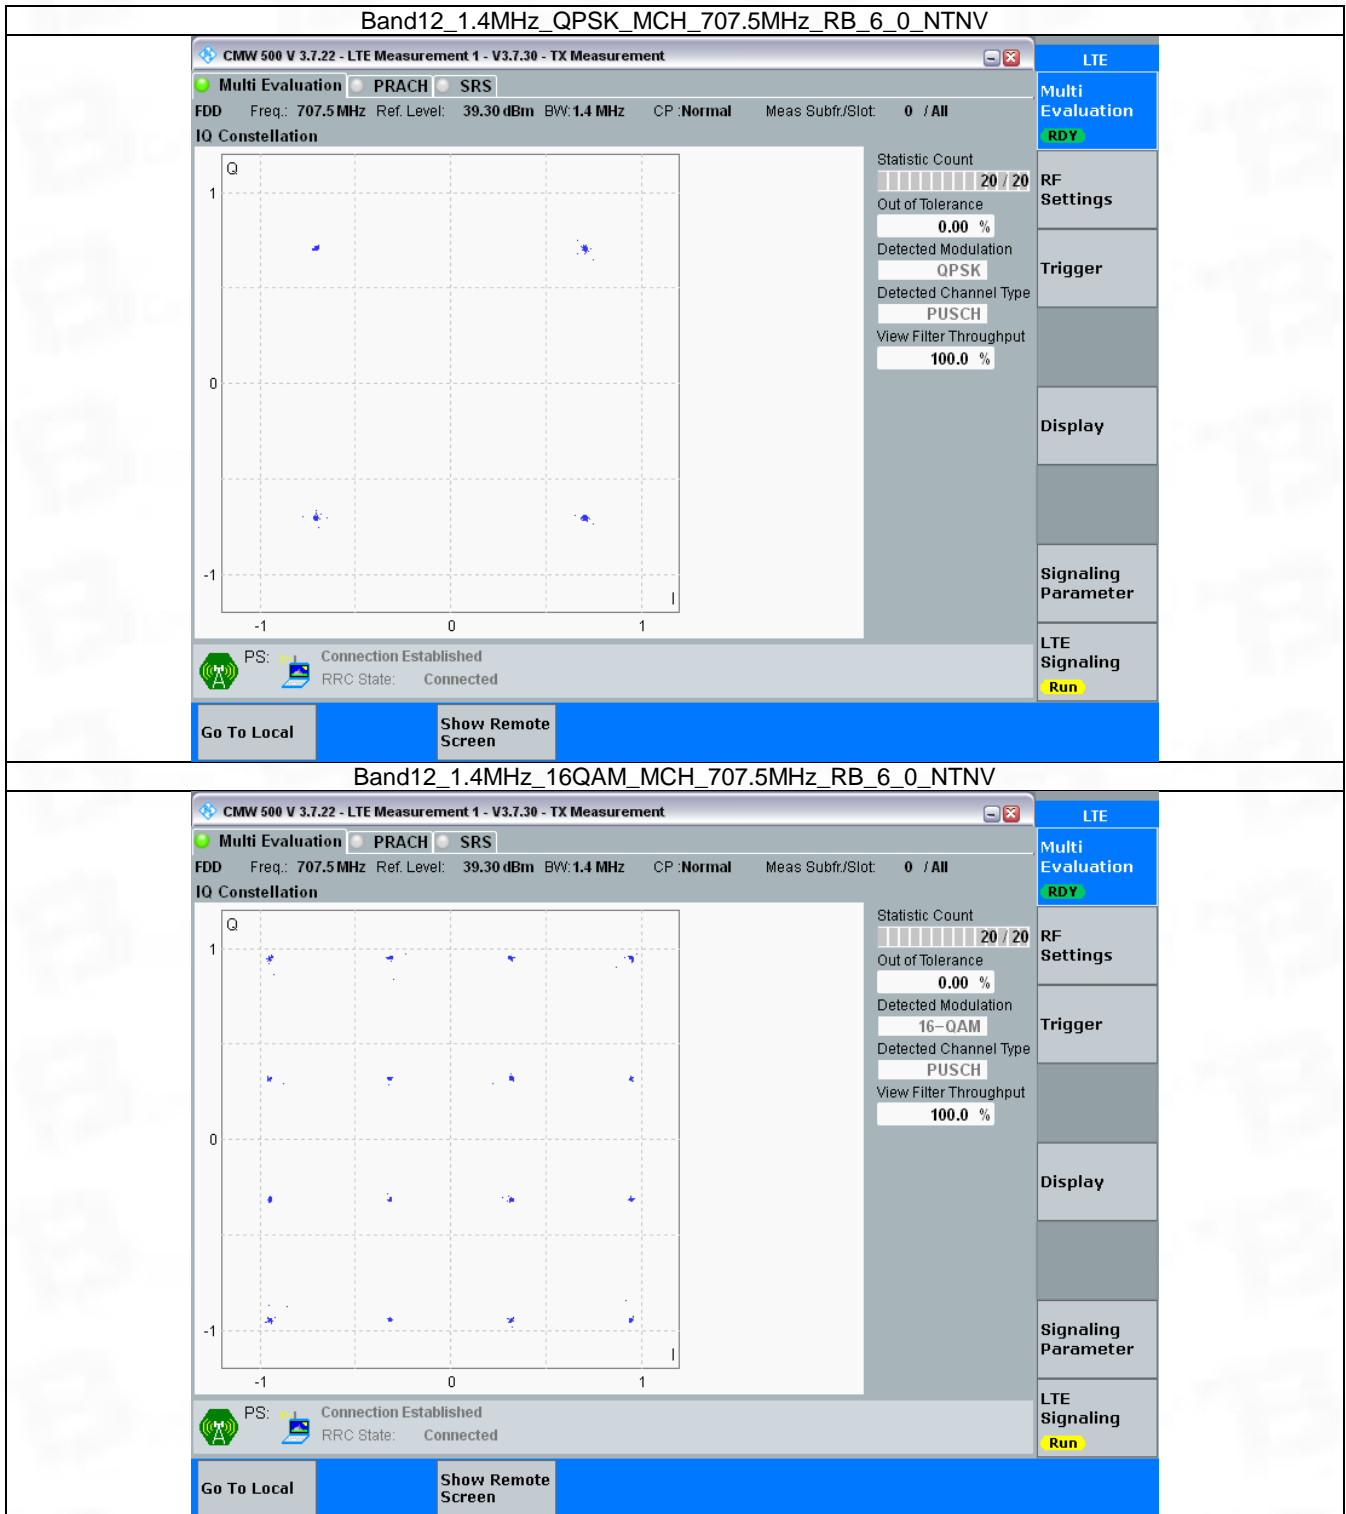 Band12_1.4MHz_QPSK_MCH_707.5MHz_RB_6_0_NTNV
CMW 500 V 3.7.22 - LTE Measurement 1 - V3.7.30 - TX Measurement
LTE
Multi Evaluation PRACH SRS
Multi
Evaluation
RDY
FDD Freq.: 707.5 MHz Ref. Level: 39.30 dBm BW: 1.4 MHz CP : Normal Meas Subfr./Slot: 0 / All
IQ Constellation
Q
1
0
-1
I
-1 0 1
Statistic Count
20 / 20
Out of Tolerance
0.00 %
Detected Modulation
QPSK
Detected Channel Type
PUSCH
View Filter Throughput
100.0 %
RF
Settings
Trigger
Display
Signaling
Parameter
LTE
Signaling
Run
PS: Connection Established
RRC State: Connected
Go To Local
Show Remote
Screen
Band12_1.4MHz_16QAM_MCH_707.5MHz_RB_6_0_NTNV
CMW 500 V 3.7.22 - LTE Measurement 1 - V3.7.30 - TX Measurement
LTE
Multi Evaluation PRACH SRS
Multi
Evaluation
RDY
FDD Freq.: 707.5 MHz Ref. Level: 39.30 dBm BW: 1.4 MHz CP : Normal Meas Subfr./Slot: 0 / All
IQ Constellation
Q
1
0
-1
I
-1 0 1
Statistic Count
20 / 20
Out of Tolerance
0.00 %
Detected Modulation
16-QAM
Detected Channel Type
PUSCH
View Filter Throughput
100.0 %
RF
Settings
Trigger
Display
Signaling
Parameter
LTE
Signaling
Run
PS: Connection Established
RRC State: Connected
Go To Local
Show Remote
Screen